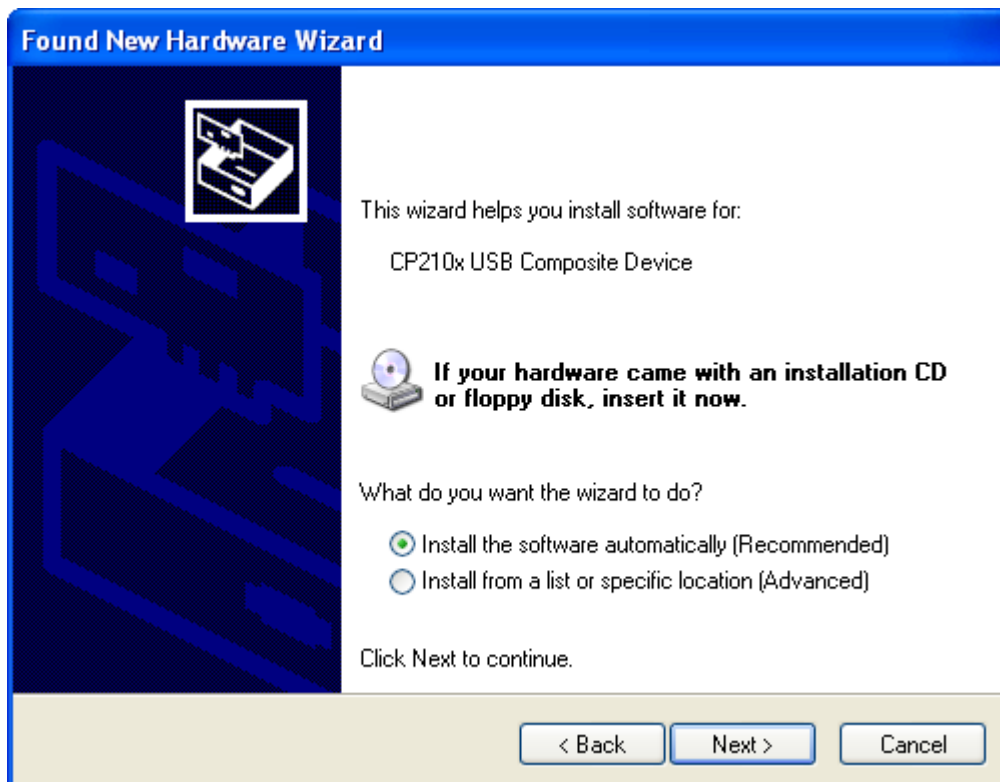 Found New Hardware Wizard
This wizard helps you install software for:
CP210x USB Composite Device
If your hardware came with an installation CD
or floppy disk, insert it now.
What do you want the wizard to do?
Install the software automatically (Recommended)
Install from a list or specific location (Advanced)
Click Next to continue.
< Back
Next >
Cancel